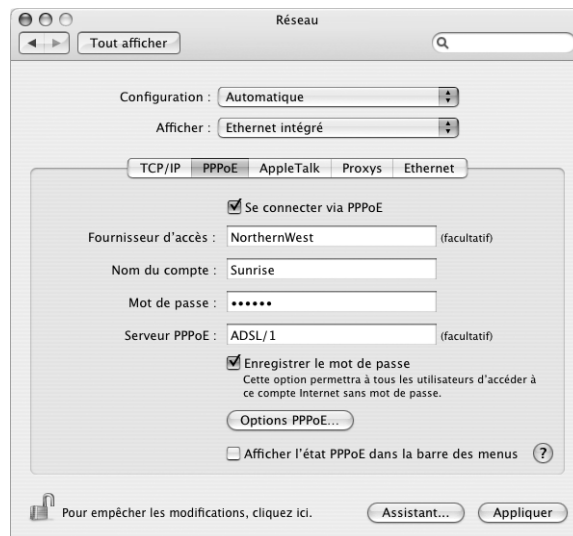 Réseau
Tout afficher
Configuration : Automatique
Afficher : Ethernet intégré
TCP/IP PPPoE AppleTalk Proxys Ethernet
Se connecter via PPPoE
Fournisseur d'accès : NorthernWest (facultatif)
Nom du compte : Sunrise
Mot de passe : ••••••
Serveur PPPoE : ADSL/1 (facultatif)
Enregistrer le mot de passe
Cette option permettra à tous les utilisateurs d'accéder à
ce compte Internet sans mot de passe.
Options PPPoE...
Afficher l'état PPPoE dans la barre des menus ?
Pour empêcher les modifications, cliquez ici. Assistant... Appliquer